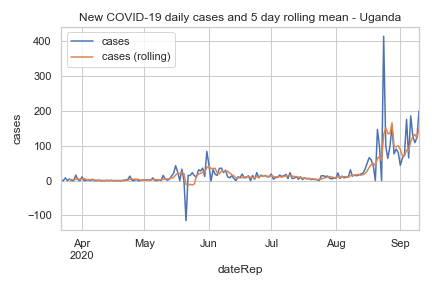 New COVID-19 daily cases and 5 day rolling mean - Uganda
cases
cases (rolling)
400
300
200
100
0
−100
cases
Apr
2020
May
Jun
Jul
Aug
Sep
dateRep